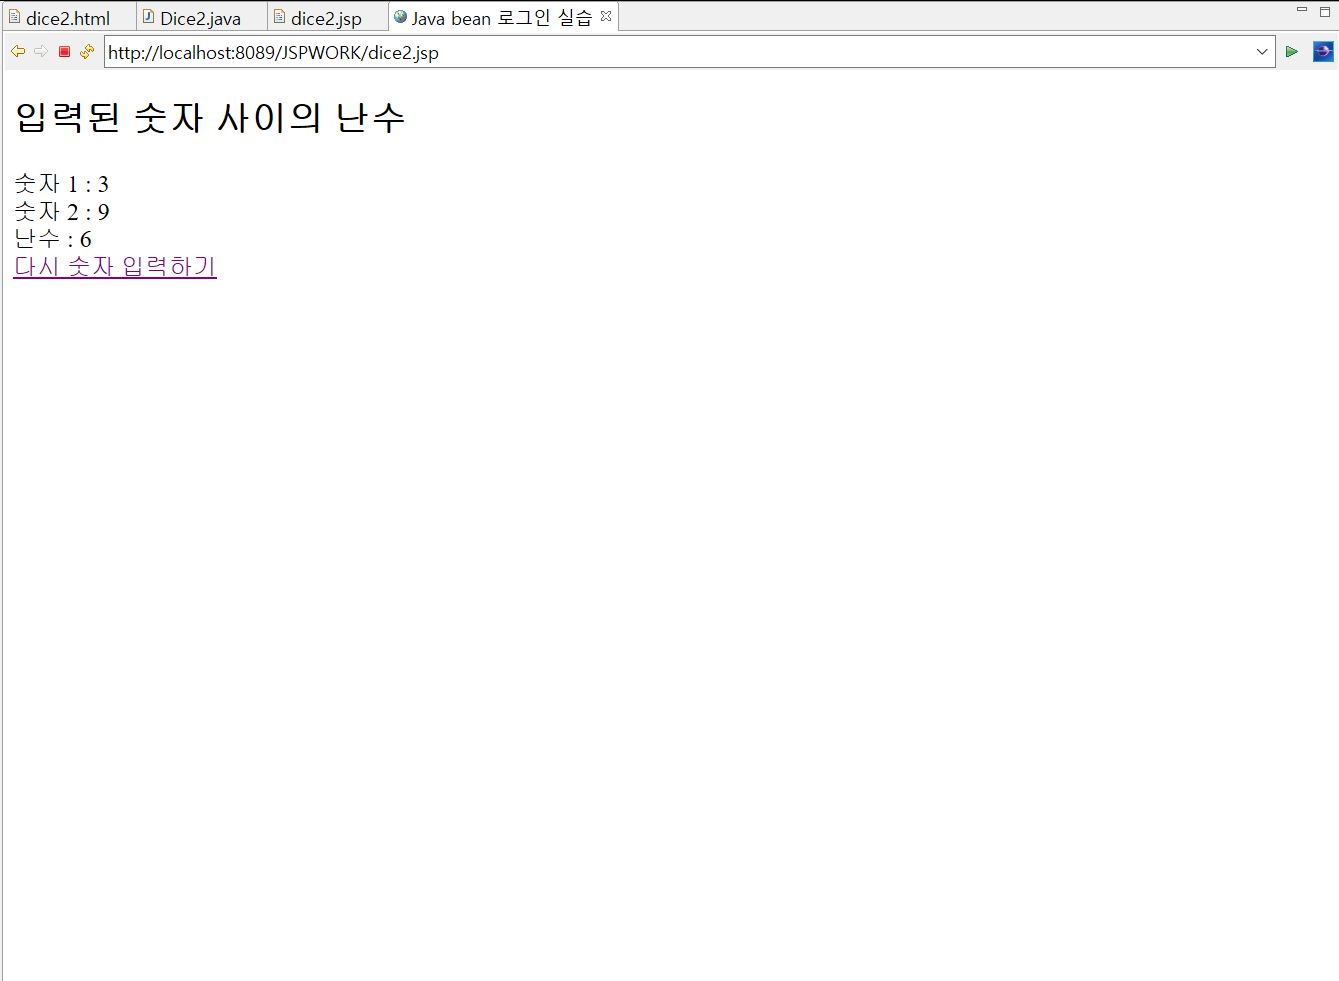 dice2.html Dice2.java dice2.jsp Java bean 로그인 실습
http://localhost:8089/JSPWORK/dice2.jsp
입력된 숫자 사이의 난수
숫자 1 : 3
숫자 2 : 9
난수 : 6
다시 숫자 입력하기